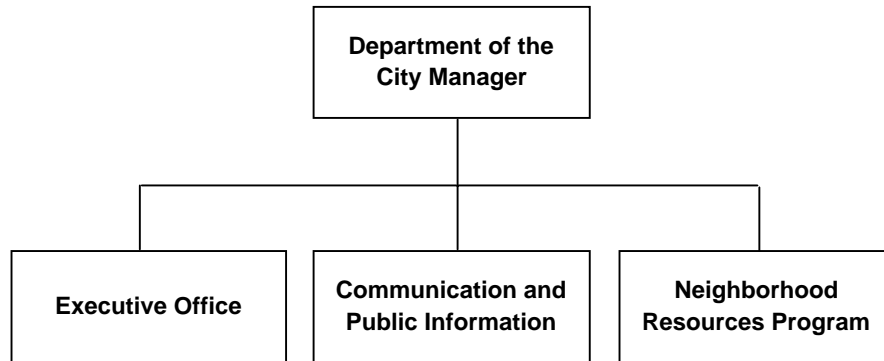 Department of the
City Manager
Executive Office
Communication and
Public Information
Neighborhood
Resources Program